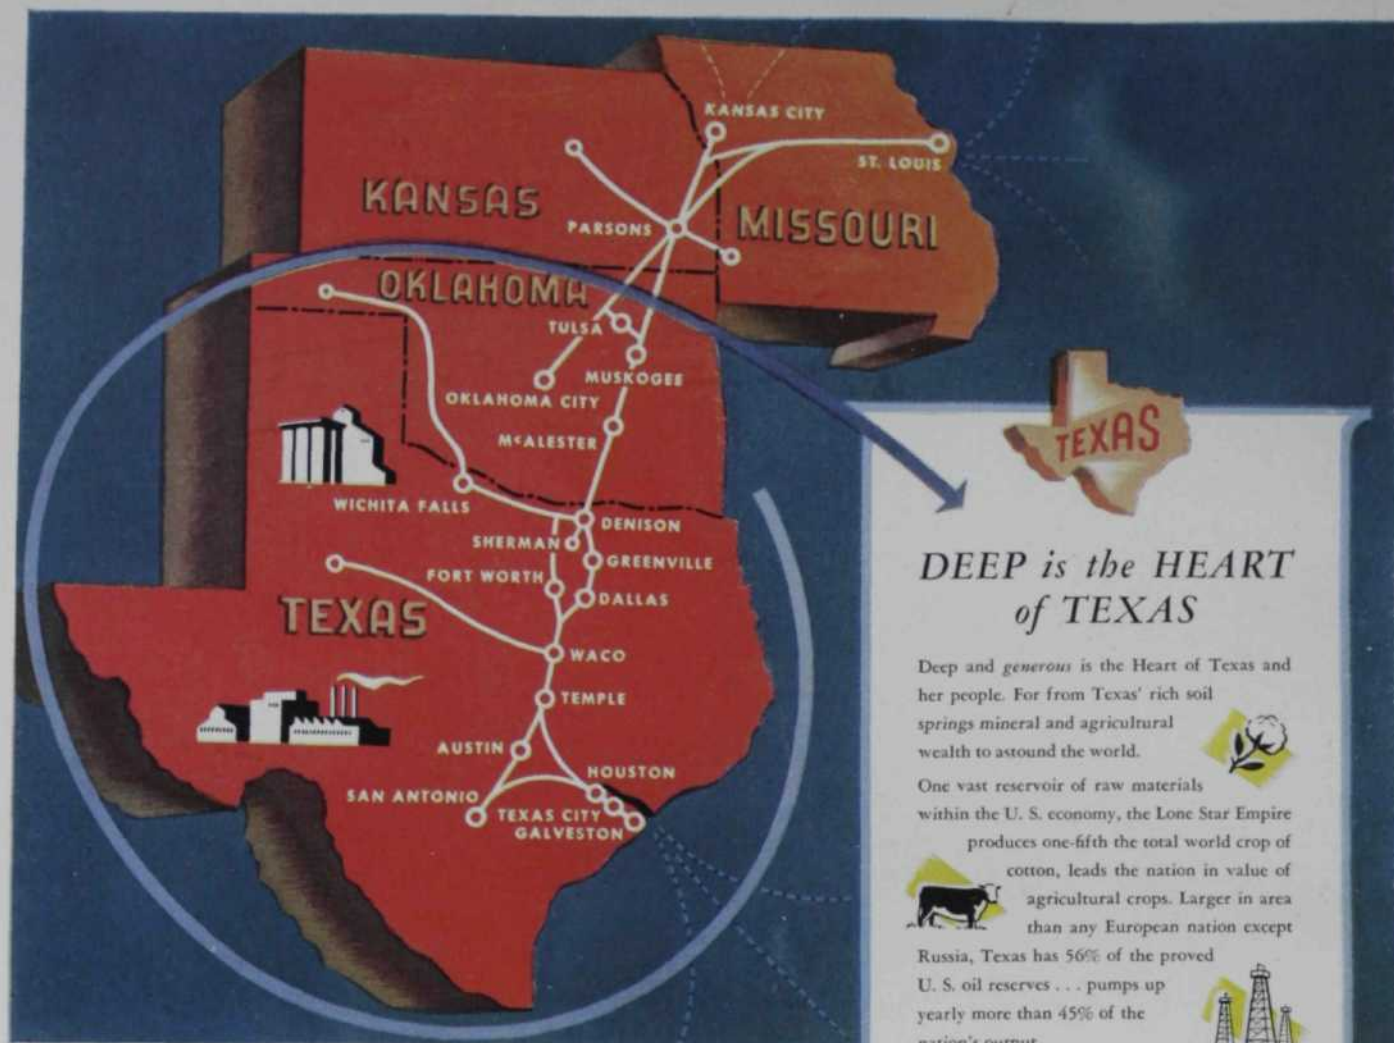 KANSAS CITY
ST. LOUIS
KANSAS
PARSONS
MISSOURI
OKLAHOMA
TULSA
MUSKOGEE
OKLAHOMA CITY
McALESTER
WICHITA FALLS
DENISON
SHERMAN
GREENVILLE
FORT WORTH
DALLAS
TEXAS
WACO
TEMPLE
AUSTIN
HOUSTON
SAN ANTONIO
TEXAS CITY
GALVESTON
TEXAS
DEEP is the HEART
of TEXAS
Deep and generous is the Heart of Texas and
her people. For from Texas' rich soil
springs mineral and agricultural
wealth to astound the world.
One vast reservoir of raw materials
within the U. S. economy, the Lone Star Empire
produces one-fifth the total world crop of
cotton, leads the nation in value of
agricultural crops. Larger in area
than any European nation except
Russia, Texas has 56% of the proved
U. S. oil reserves . . . pumps up
yearly more than 45% of the
nation's output